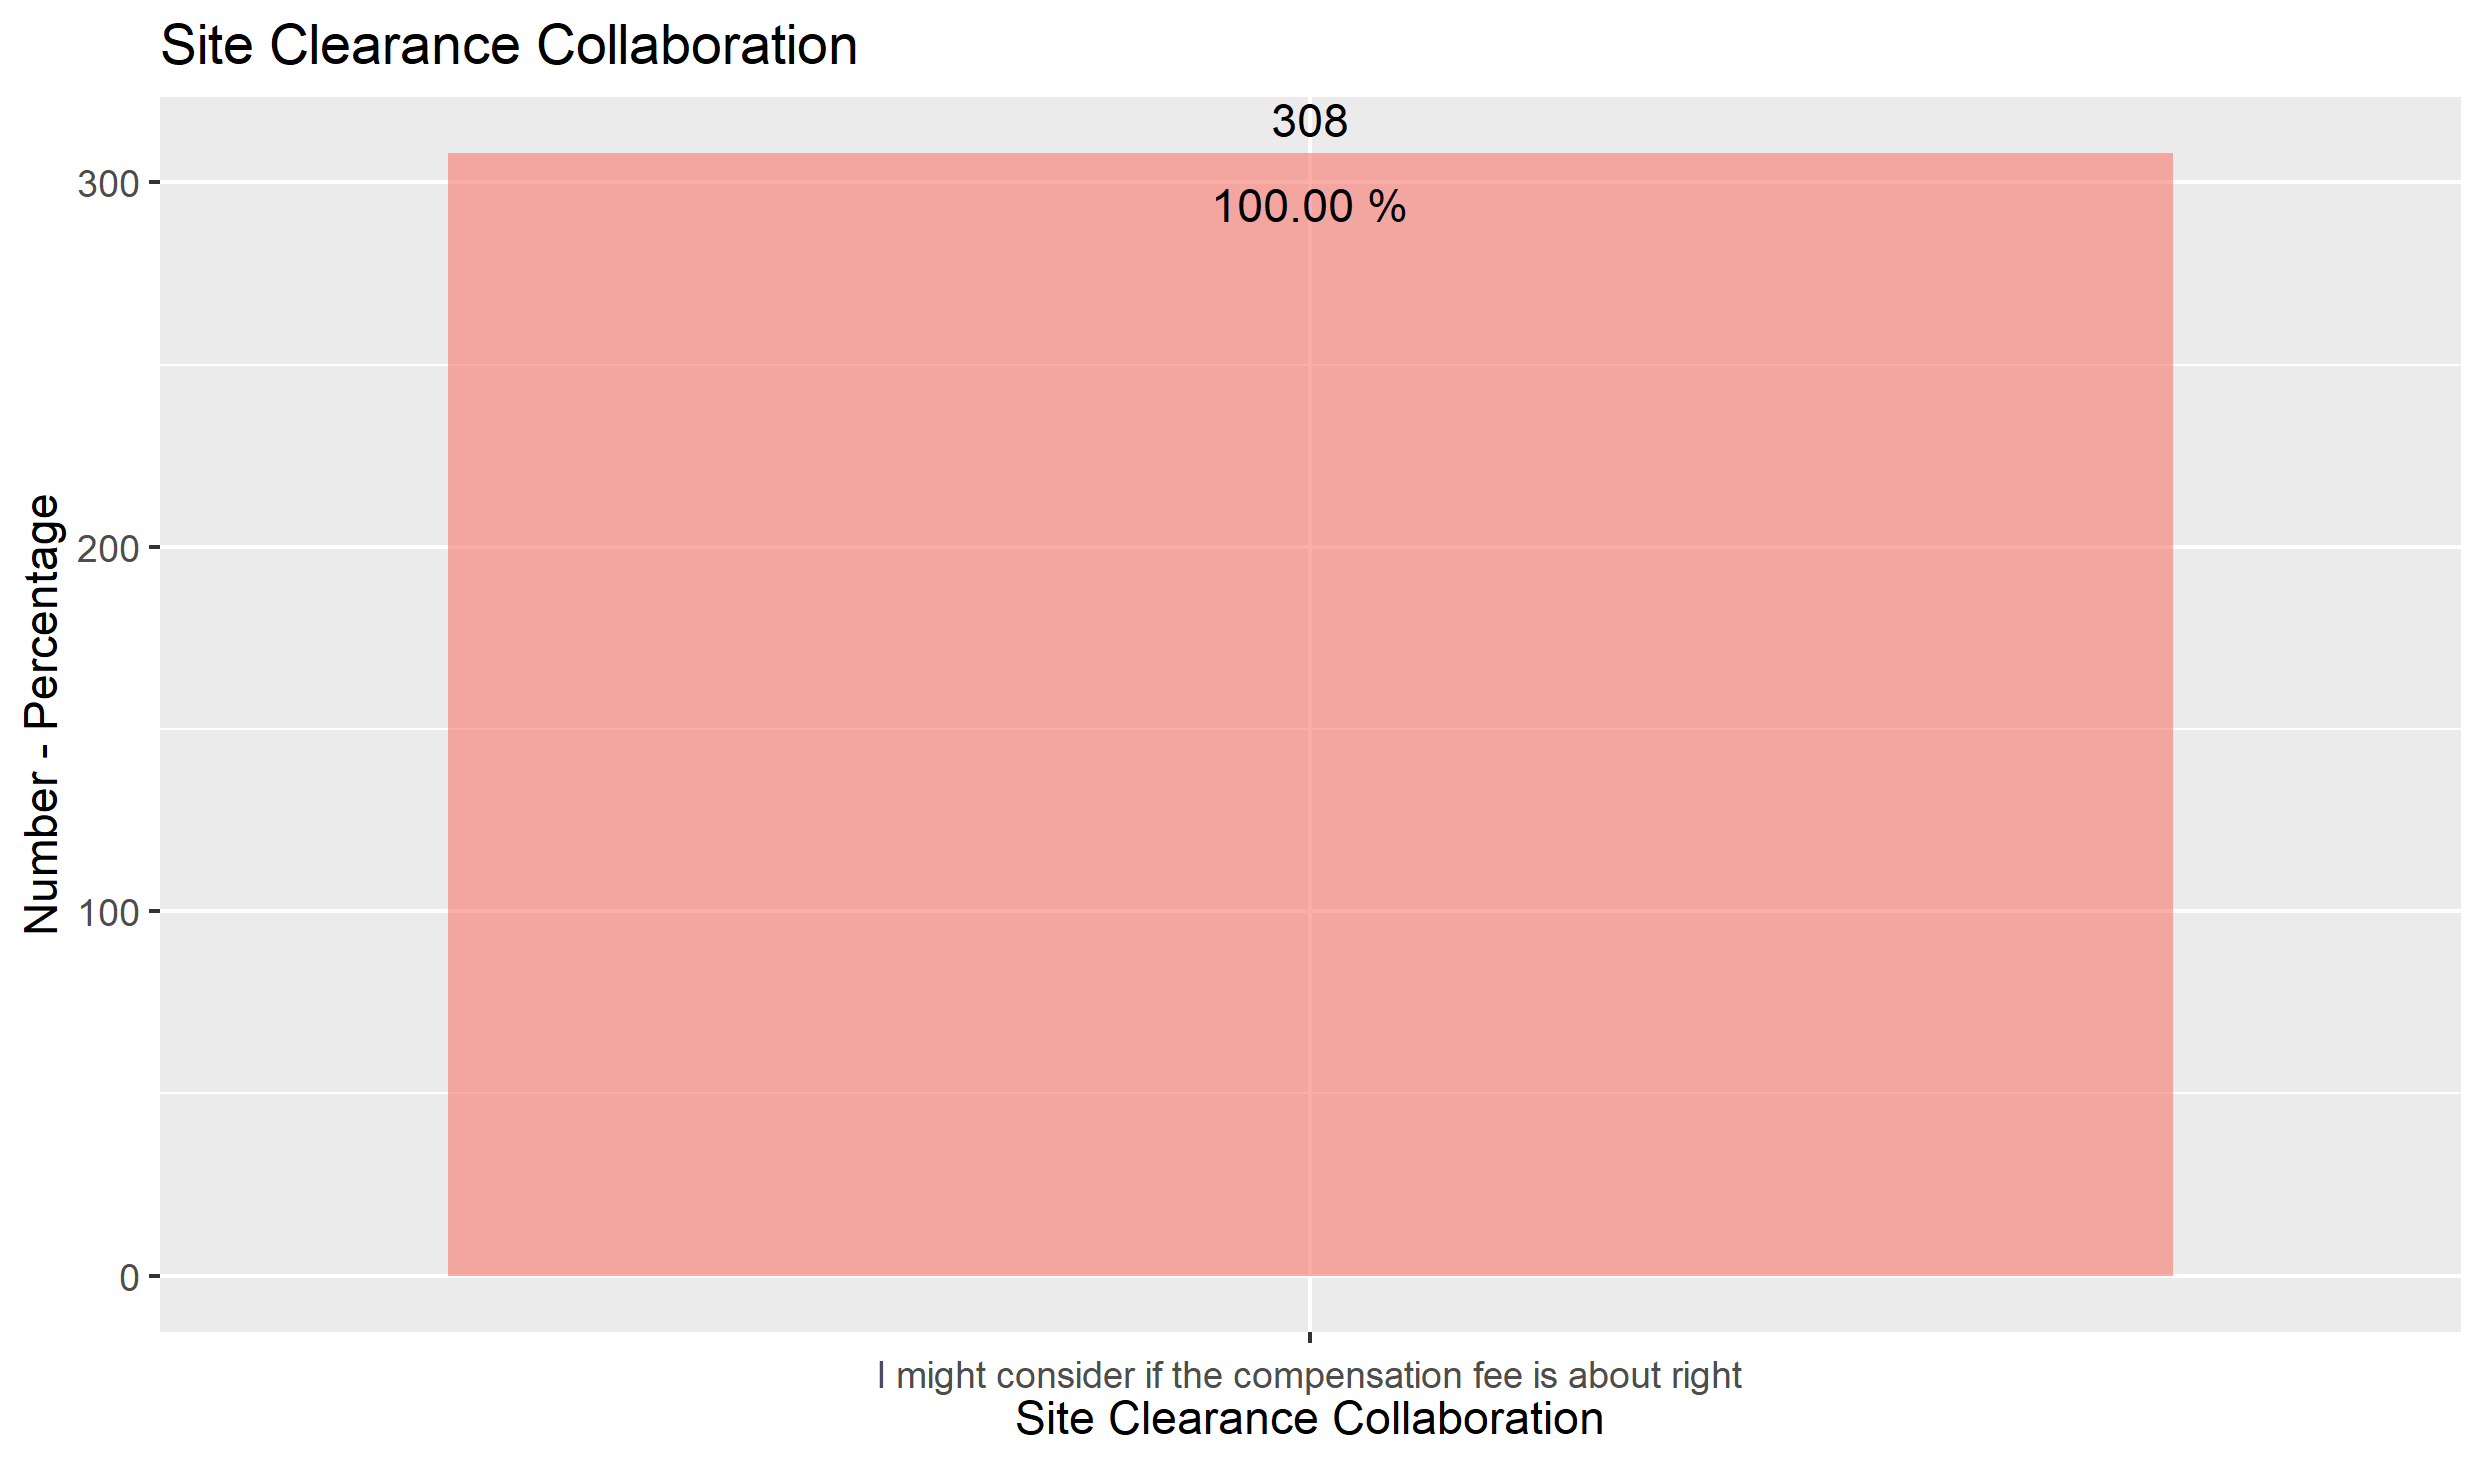 Site Clearance Collaboration
308
100.00 %
300
200
100
0
Number - Percentage
I might consider if the compensation fee is about right
Site Clearance Collaboration